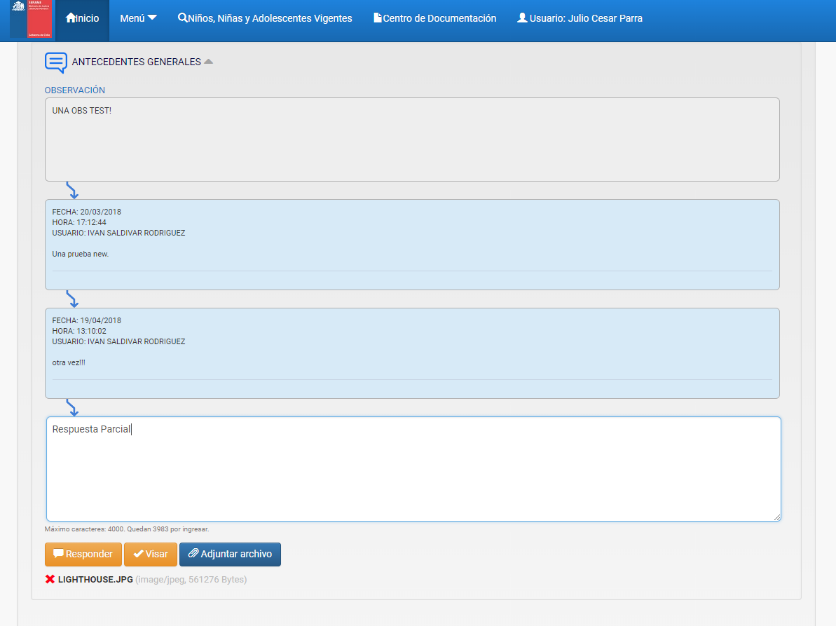 Inicio Menú Niños, Niñas y Adolescentes Vigentes Centro de Documentación Usuario: Julio Cesar Parra
ANTECEDENTES GENERALES
OBSERVACIÓN
UNA OBS TEST!
FECHA: 20/03/2018
HORA: 17:12:44
USUARIO: IVAN SALDIVAR RODRIGUEZ
Una prueba new.
FECHA: 19/04/2018
HORA: 13:10:02
USUARIO: IVAN SALDIVAR RODRIGUEZ
otra vez!!!
Respuesta Parcial
Máximo caracteres: 4000. Quedan 3983 por ingresar.
Responder Visar Adjuntar archivo
LIGHTHOUSE.JPG (image/jpeg, 561276 Bytes)